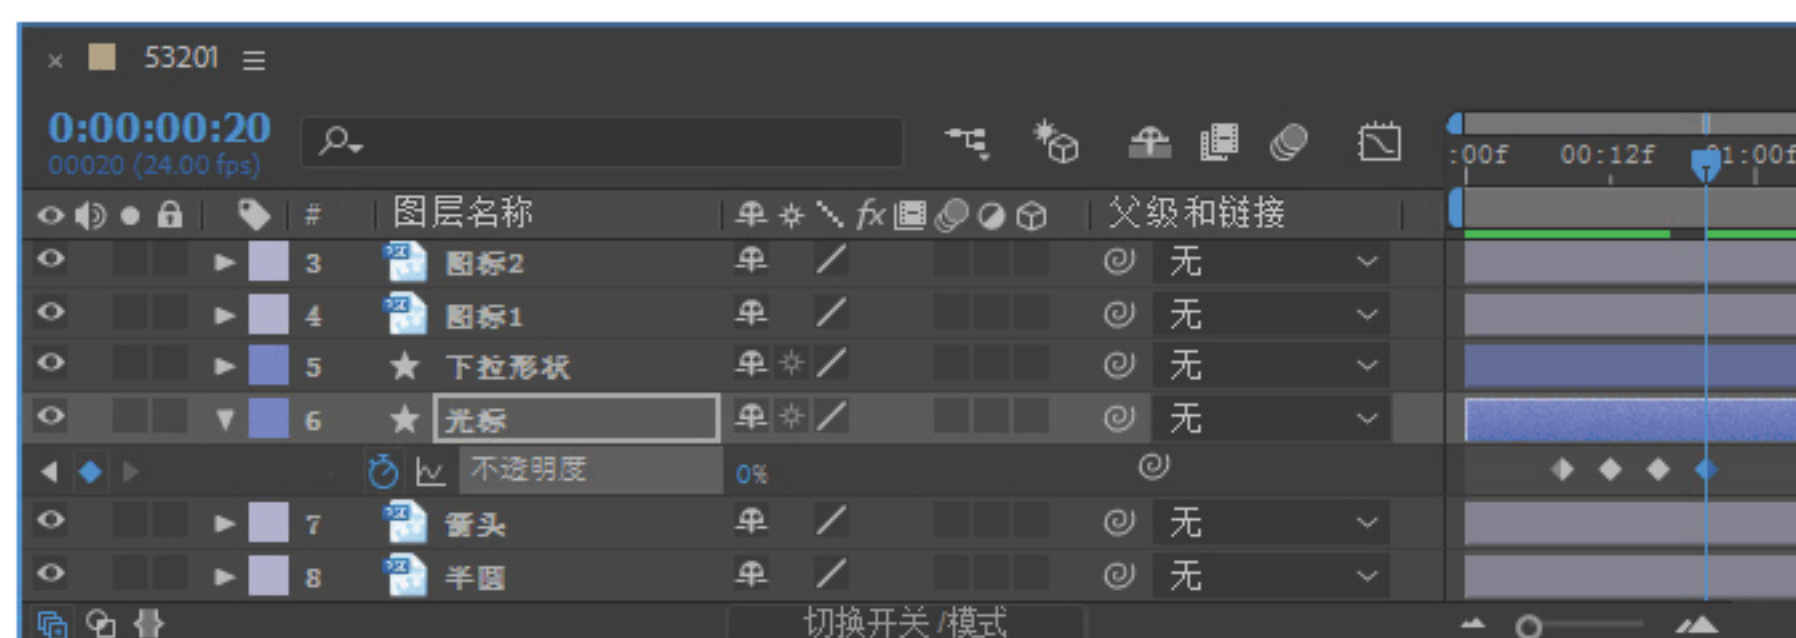 53201
0:00:00:20
00020 (24.00 fps)
:00f 00:12f 01:00f
# 图层名称 fx 父级和链接
3 图标2 无
4 图标1 无
5 下拉形状 无
6 光标 无
不透明度 0%
7 箭头 无
8 半圆 无
切换开关/模式